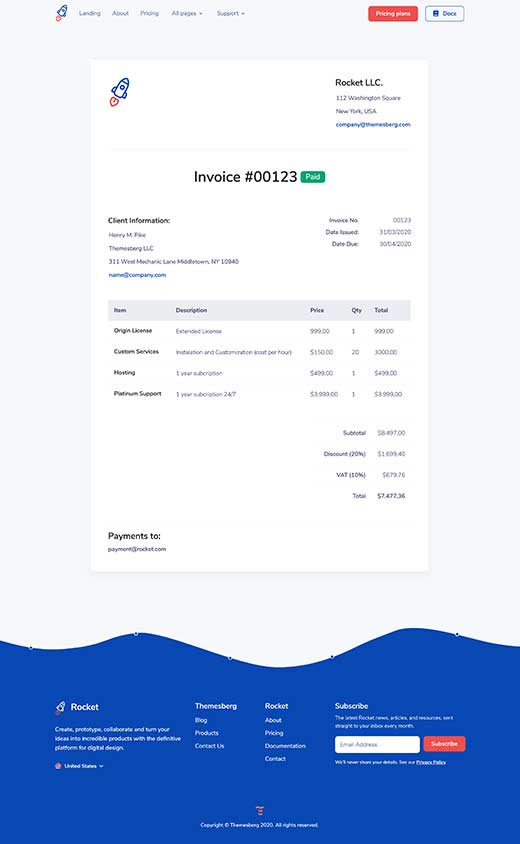 Landing About Pricing All pages Support Pricing plans Docs
Rocket LLC.
112 Washington Square
New York, USA
company@themesberg.com
Invoice #00123 Paid
Client Information:
Henry M. Pike
Themesberg LLC
311 West Mechanic Lane Middletown, NY 10940
name@company.com
Invoice No. 00123
Date Issued: 31/03/2020
Date Due: 30/04/2020
Item Description Price Qty Total
Origin License Extended License 999,00 1 999,00
Custom Services Instalation and Customization (cost per hour) $150,00 20 3000,00
Hosting 1 year subcription $499,00 1 $499,00
Platinum Support 1 year subcription 24/7 $3.999,00 1 $3.999,00
Subtotal $8.497,00
Discount (20%) $1,699,40
VAT (10%) $679,76
Total $7.477,36
Payments to:
payment@rocket.com
Rocket
Create, prototype, collaborate and turn your
ideas into incredible products with the definitive
platform for digital design.
United States
Themesberg
Blog
Products
Contact Us
Rocket
About
Pricing
Documentation
Contact
Subscribe
The latest Rocket news, articles, and resources, sent
straight to your inbox every month.
Email Address Subscribe
We'll never share your details. See our Privacy Policy
Copyright © Themesberg 2020. All rights reserved.